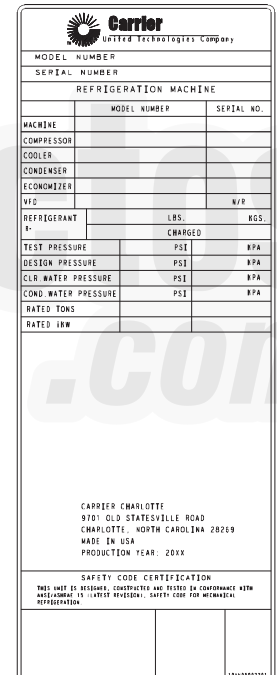 Carrier
United Technologies Company
MODEL NUMBER
SERIAL NUMBER
REFRIGERATION MACHINE
MODEL NUMBER SERIAL NO.
MACHINE
COMPRESSOR
COOLER
CONDENSER
ECONOMIZER
VFD N/R
REFRIGERANT LBS. KGS.
R- CHARGED
TEST PRESSURE PSI KPA
DESIGN PRESSURE PSI KPA
CLR.WATER PRESSURE PSI KPA
COND.WATER PRESSURE PSI KPA
RATED TONS
RATED iKW
CARRIER CHARLOTTE
9701 OLD STATESVILLE ROAD
CHARLOTTE, NORTH CAROLINA 28269
MADE IN USA
PRODUCTION YEAR: 20XX
SAFETY CODE CERTIFICATION
THIS UNIT IS DESIGNED, CONSTRUCTED AND TESTED IN CONFORMANCE WITH
ANSI/ASHRAE 15 (LATEST REVISION), SAFETY CODE FOR MECHANICAL
REFRIGERATION.